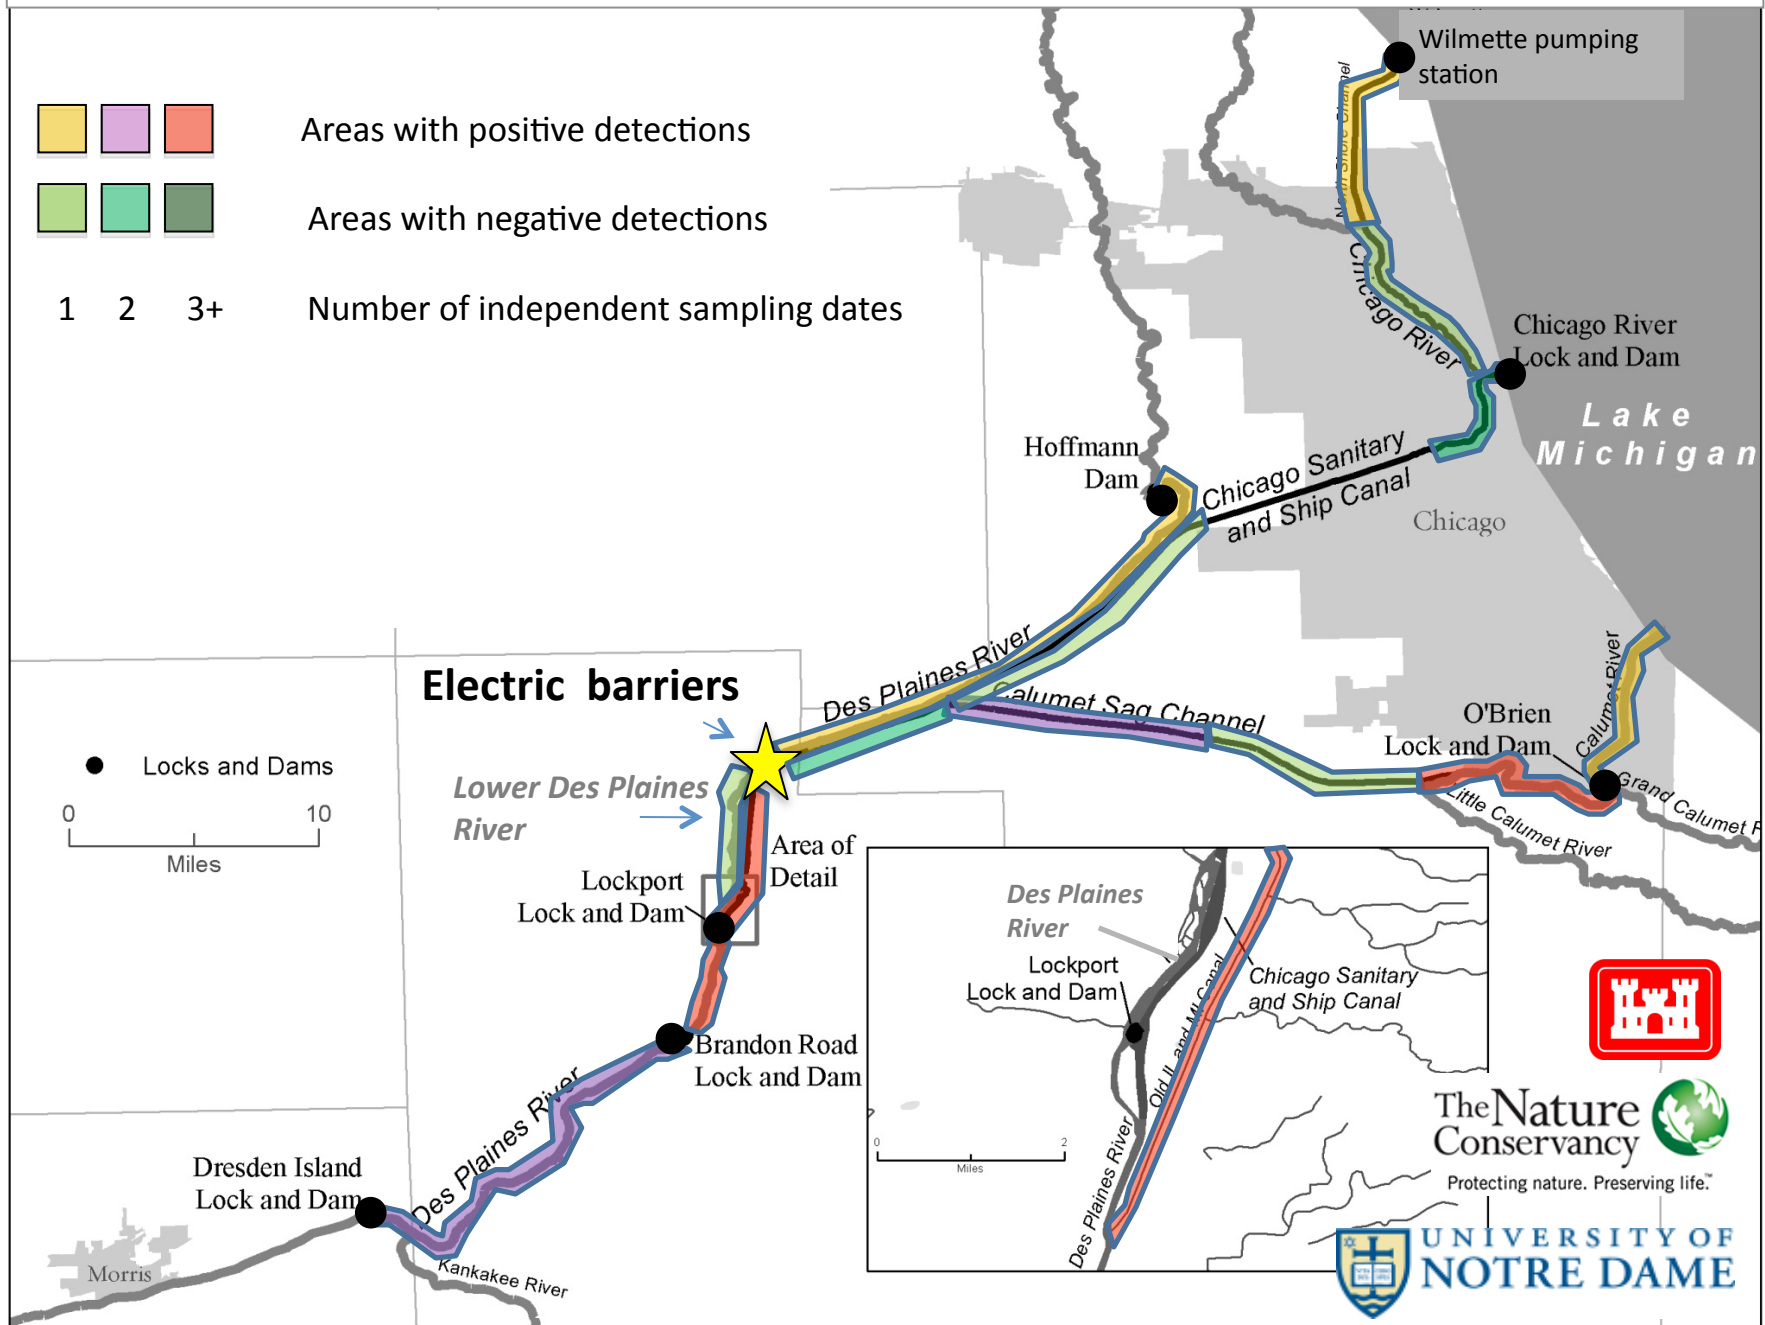 Wilmette pumping
station
North Shore Channel
Areas with positive detections
Areas with negative detections
1 2 3+ Number of independent sampling dates
Chicago River
Chicago River
Lock and Dam
Lake
Michigan
Hoffmann
Dam
Chicago Sanitary
and Ship Canal
Chicago
Des Plaines River
Electric barriers
Calumet Sag Channel
Calumet River
O'Brien
Lock and Dam
Grand Calumet R
Little Calumet River
Locks and Dams
0 10
Miles
Lower Des Plaines
River
Area of
Detail
Lockport
Lock and Dam
Brandon Road
Lock and Dam
Des Plaines River
Dresden Island
Lock and Dam
Morris
Kankakee River
Des Plaines
River
Lockport
Lock and Dam
Chicago Sanitary
and Ship Canal
Old IL and MI Canal
Des Plaines River
0 2
Miles
The Nature
Conservancy
Protecting nature. Preserving life.™
UNIVERSITY OF
NOTRE DAME